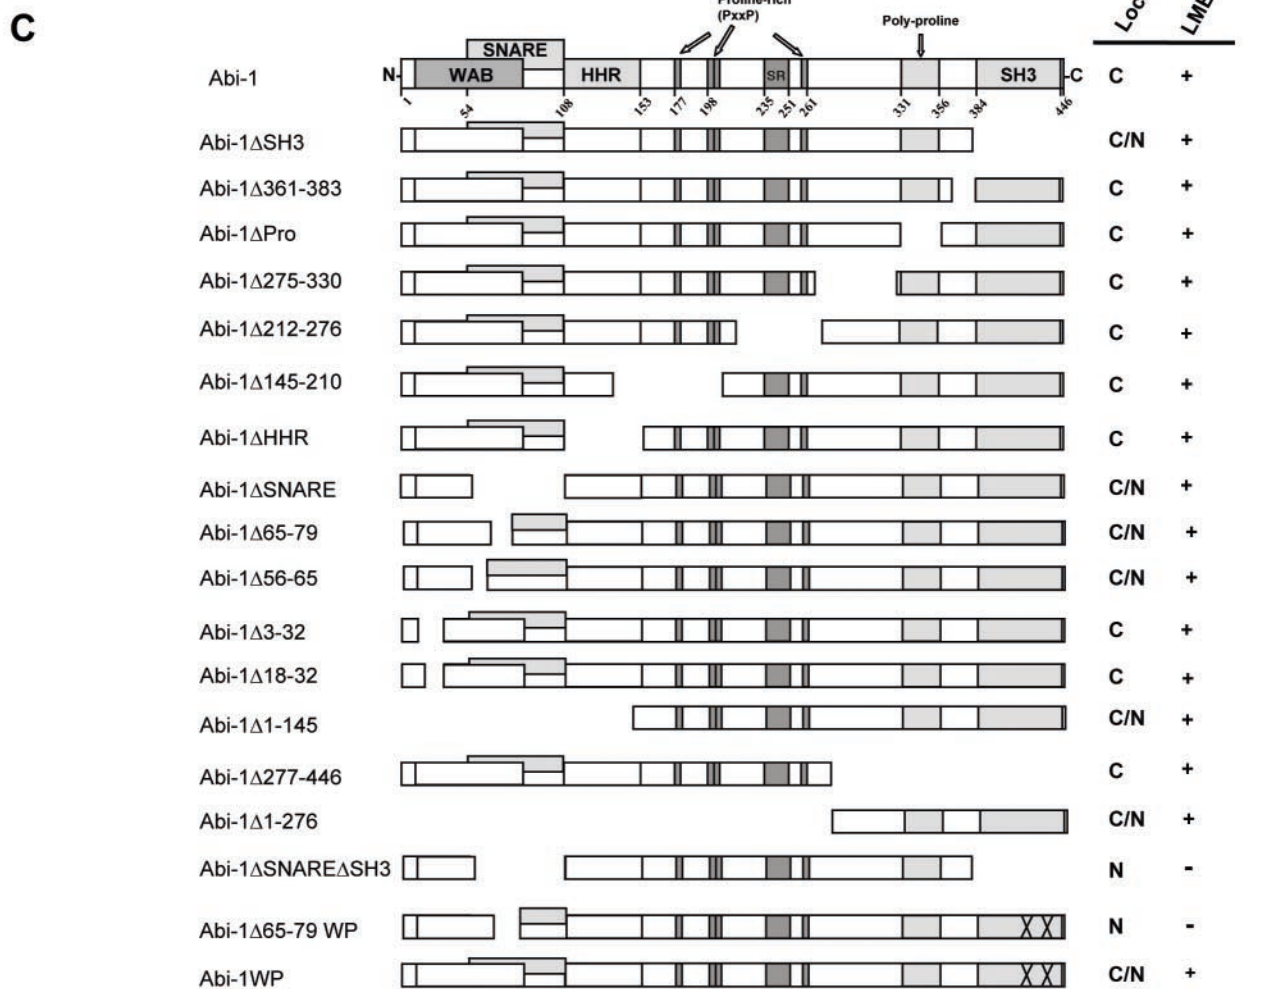 C
Proline-rich
(PxxP)
Poly-proline
SNARE
Abi-1 N- WAB HHR SR SH3 -C C +
1 54 108 153 177 198 235 251 261 331 356 384 446
Abi-1ΔSH3 C/N +
Abi-1Δ361-383 C +
Abi-1ΔPro C +
Abi-1Δ275-330 C +
Abi-1Δ212-276 C +
Abi-1Δ145-210 C +
Abi-1ΔHHR C +
Abi-1ΔSNARE C/N +
Abi-1Δ65-79 C/N +
Abi-1Δ56-65 C/N +
Abi-1Δ3-32 C +
Abi-1Δ18-32 C +
Abi-1Δ1-145 C/N +
Abi-1Δ277-446 C +
Abi-1Δ1-276 C/N +
Abi-1ΔSNAREΔSH3 N -
Abi-1Δ65-79 WP N -
Abi-1WP C/N +